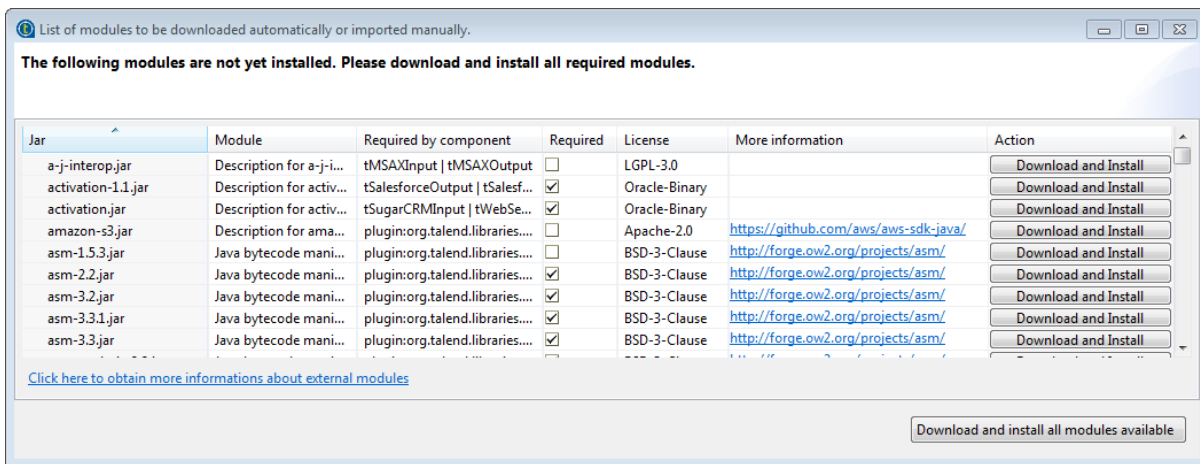 List of modules to be downloaded automatically or imported manually.
The following modules are not yet installed. Please download and install all required modules.
Jar Module Required by component Required License More information Action
a-j-interop.jar Description for a-j-i... tMSAXInput | tMSAXOutput LGPL-3.0 Download and Install
activation-1.1.jar Description for activ... tSalesforceOutput | tSalesf... Oracle-Binary Download and Install
activation.jar Description for activ... tSugarCRMInput | tWebSe... Oracle-Binary Download and Install
amazon-s3.jar Description for ama... plugin:org.talend.libraries.... Apache-2.0 https://github.com/aws/aws-sdk-java/ Download and Install
asm-1.5.3.jar Java bytecode mani... plugin:org.talend.libraries.... BSD-3-Clause http://forge.ow2.org/projects/asm/ Download and Install
asm-2.2.jar Java bytecode mani... plugin:org.talend.libraries.... BSD-3-Clause http://forge.ow2.org/projects/asm/ Download and Install
asm-3.2.jar Java bytecode mani... plugin:org.talend.libraries.... BSD-3-Clause http://forge.ow2.org/projects/asm/ Download and Install
asm-3.3.1.jar Java bytecode mani... plugin:org.talend.libraries.... BSD-3-Clause http://forge.ow2.org/projects/asm/ Download and Install
asm-3.3.jar Java bytecode mani... plugin:org.talend.libraries.... BSD-3-Clause http://forge.ow2.org/projects/asm/ Download and Install
Click here to obtain more informations about external modules
Download and install all modules available